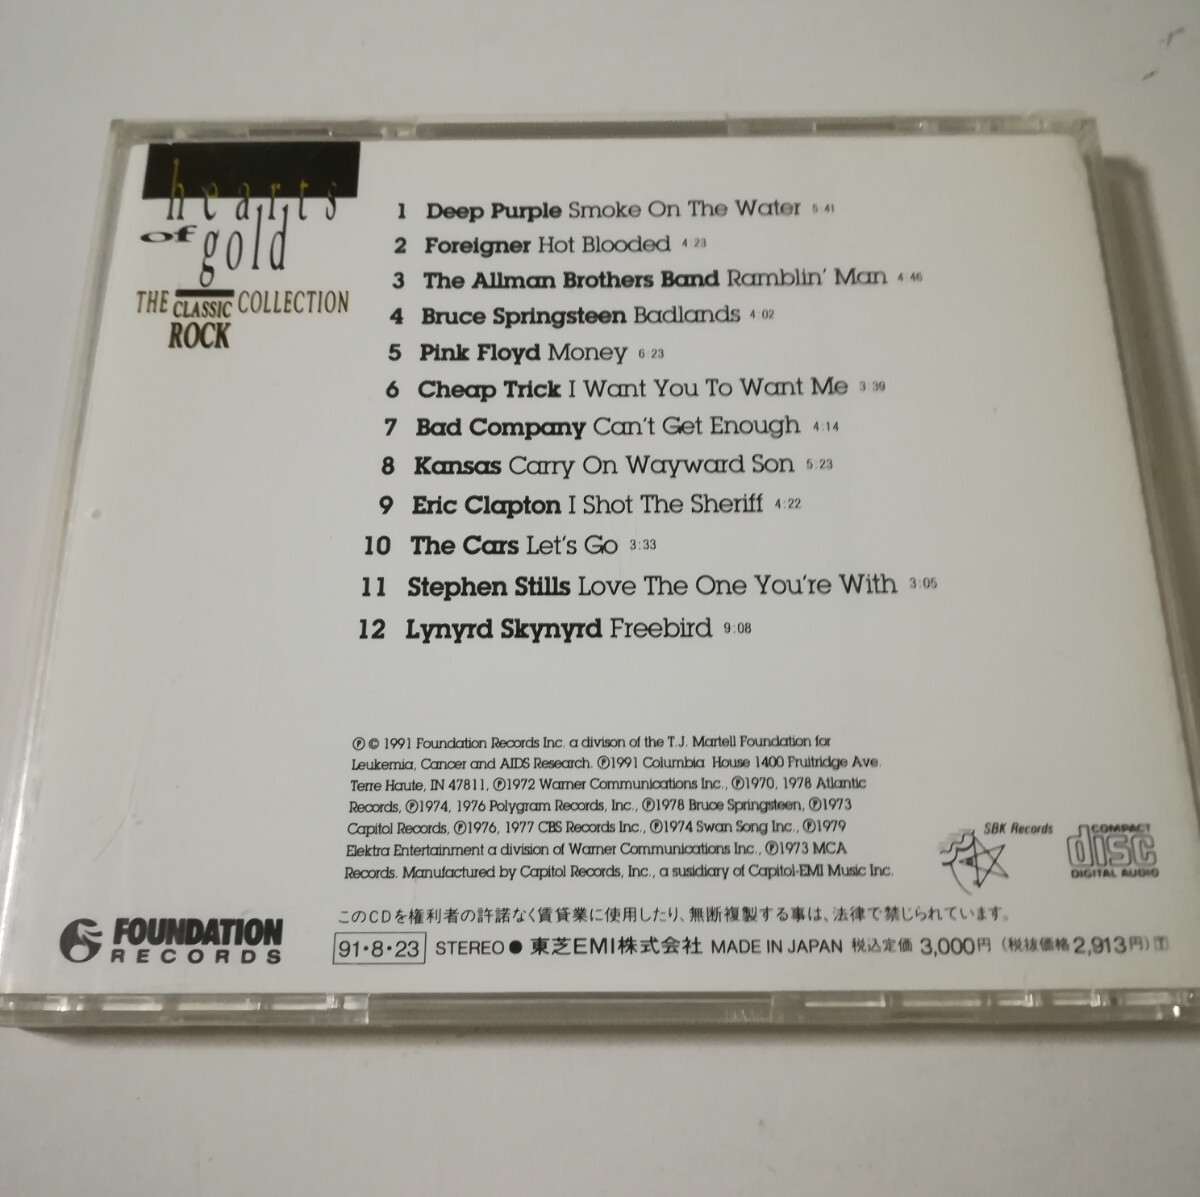 hearts
of gold
THE CLASSIC COLLECTION
ROCK
1 Deep Purple Smoke On The Water 5:41
2 Foreigner Hot Blooded 4:23
3 The Allman Brothers Band Ramblin' Man 4:46
4 Bruce Springsteen Badlands 4:02
5 Pink Floyd Money 6:23
6 Cheap Trick I Want You To Want Me 3:39
7 Bad Company Can't Get Enough 4:14
8 Kansas Carry On Wayward Son 5:23
9 Eric Clapton I Shot The Sheriff 4:22
10 The Cars Let's Go 3:33
11 Stephen Stills Love The One You're With 3:05
12 Lynyrd Skynyrd Freebird 9:08
℗ © 1991 Foundation Records Inc. a divison of the T.J. Martell Foundation for
Leukemia, Cancer and AIDS Research. ℗1991 Columbia House 1400 Fruitridge Ave.
Terre Haute, IN 47811, ℗1972 Warner Communications Inc., ℗1970, 1978 Atlantic
Records, ℗1974, 1976 Polygram Records, Inc., ℗1978 Bruce Springsteen, ℗1973
Capitol Records, ℗1976, 1977 CBS Records Inc., ℗1974 Swan Song Inc., ℗1979
Elektra Entertainment a division of Warner Communications Inc., ℗1973 MCA
Records. Manufactured by Capitol Records, Inc., a susidiary of Capitol-EMI Music Inc.
SBK Records
COMPACT
disc
DIGITAL AUDIO
このCDを権利者の許諾なく賃貸業に使用したり、無断複製する事は、法律で禁じられています。
FOUNDATION
RECORDS
91・8・23 STEREO● 東芝EMI株式会社 MADE IN JAPAN 税込定価 3,000円 (税抜価格2,913円) T